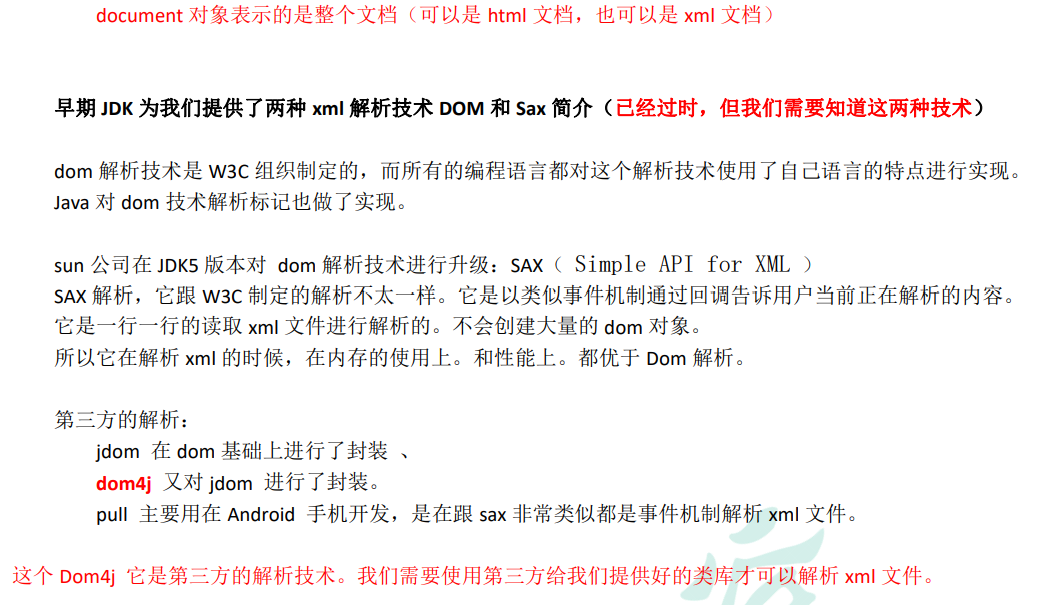 document 对象表示的是整个文档（可以是 html 文档，也可以是 xml 文档）
早期 JDK 为我们提供了两种 xml 解析技术 DOM 和 Sax 简介（已经过时，但我们需要知道这两种技术）
dom 解析技术是 W3C 组织制定的，而所有的编程语言都对这个解析技术使用了自己语言的特点进行实现。
Java 对 dom 技术解析标记也做了实现。
sun 公司在 JDK5 版本对 dom 解析技术进行升级：SAX（ Simple API for XML ）
SAX 解析，它跟 W3C 制定的解析不太一样。它是以类似事件机制通过回调告诉用户当前正在解析的内容。
它是一行一行的读取 xml 文件进行解析的。不会创建大量的 dom 对象。
所以它在解析 xml 的时候，在内存的使用上。和性能上。都优于 Dom 解析。
第三方的解析：
jdom 在 dom 基础上进行了封装 、
dom4j 又对 jdom 进行了封装。
pull 主要用在 Android 手机开发，是在跟 sax 非常类似都是事件机制解析 xml 文件。
这个 Dom4j 它是第三方的解析技术。我们需要使用第三方给我们提供好的类库才可以解析 xml 文件。